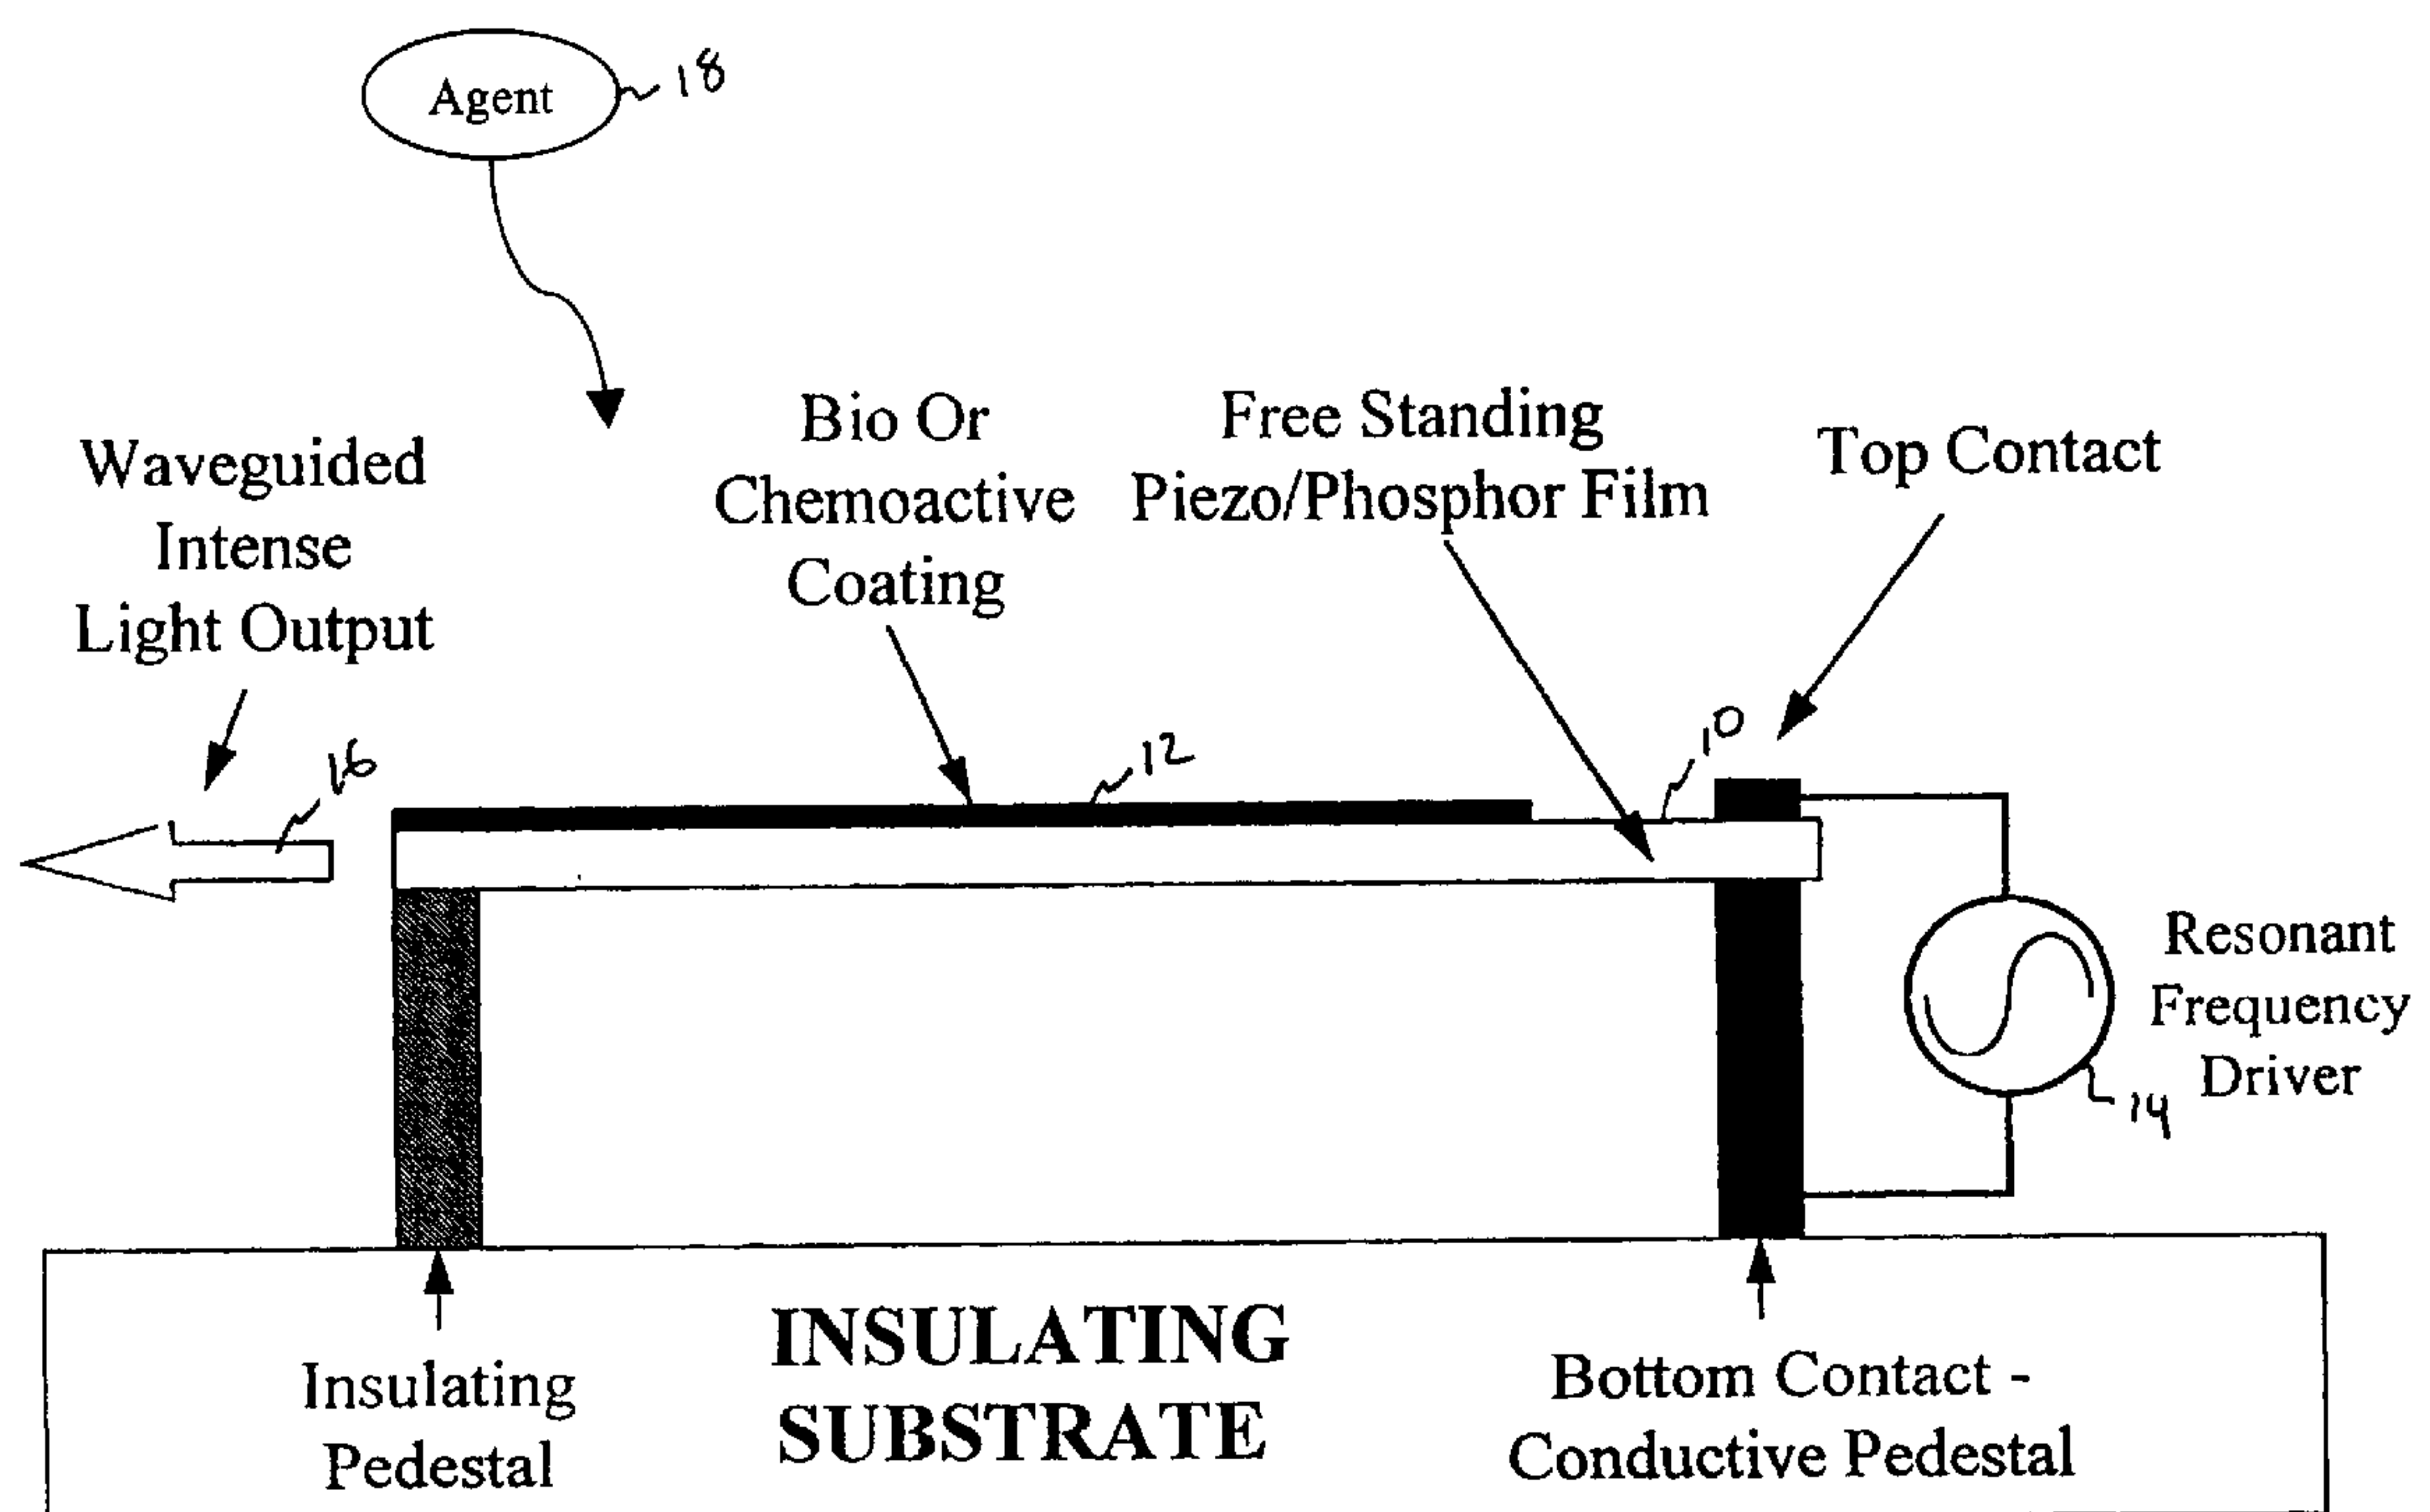 Agent
18
Waveguided
Intense
Light Output
Bio Or
Chemoactive
Coating
Free Standing
Piezo/Phosphor Film
Top Contact
16
12
10
Resonant
Frequency
Driver
14
Insulating
Pedestal
INSULATING
SUBSTRATE
Bottom Contact -
Conductive Pedestal